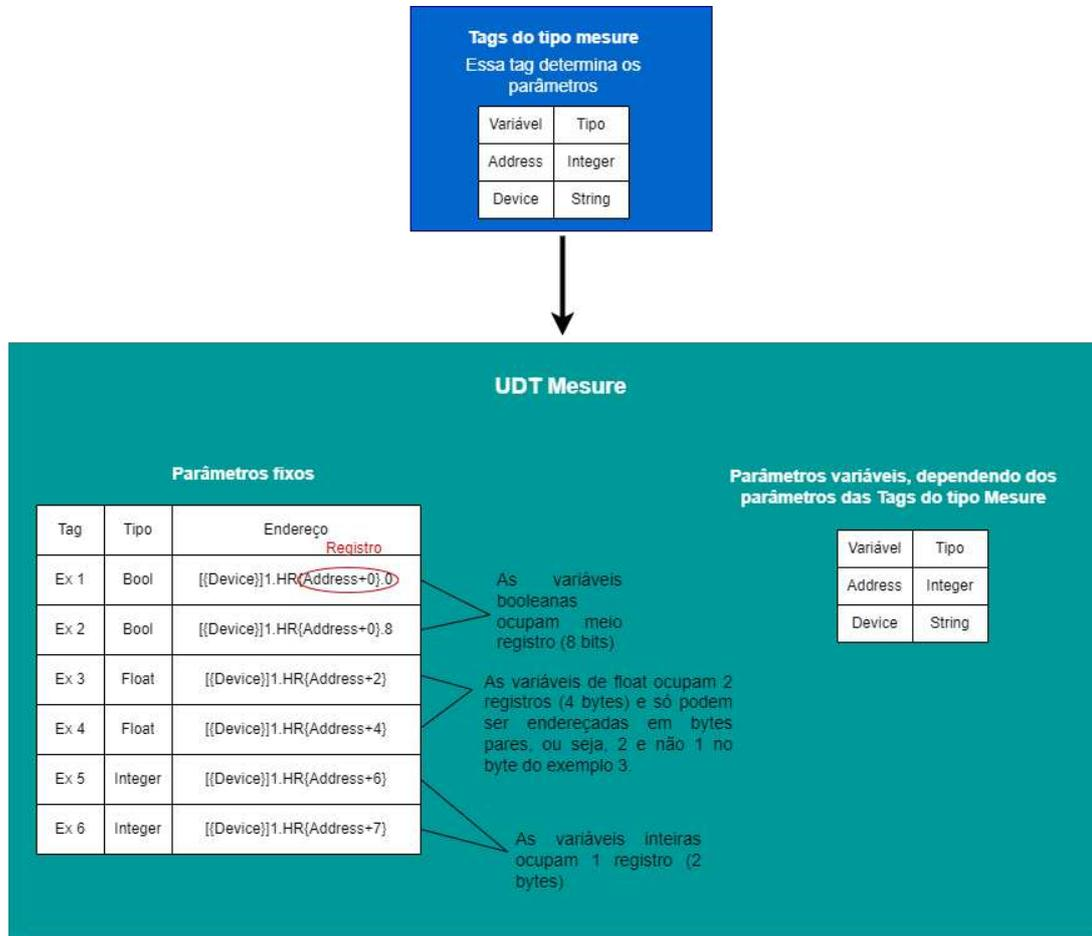 Tags do tipo mesure
Essa tag determina os
parâmetros
Variável Tipo
Address Integer
Device String
UDT Mesure
Parâmetros fixos
Tag Tipo Endereço
Registro
Ex 1 Bool [{Device}]1.HR{Address+0}.0
Ex 2 Bool [{Device}]1.HR{Address+0}.8
Ex 3 Float [{Device}]1.HR{Address+2}
Ex 4 Float [{Device}]1.HR{Address+4}
Ex 5 Integer [{Device}]1.HR{Address+6}
Ex 6 Integer [{Device}]1.HR{Address+7}
As variáveis
booleanas
ocupam meio
registro (8 bits)
As variáveis de float ocupam 2
registros (4 bytes) e só podem
ser endereçadas em bytes
pares, ou seja, 2 e não 1 no
byte do exemplo 3.
As variáveis inteiras
ocupam 1 registro (2
bytes)
Parâmetros variáveis, dependendo dos
parâmetros das Tags do tipo Mesure
Variável Tipo
Address Integer
Device String